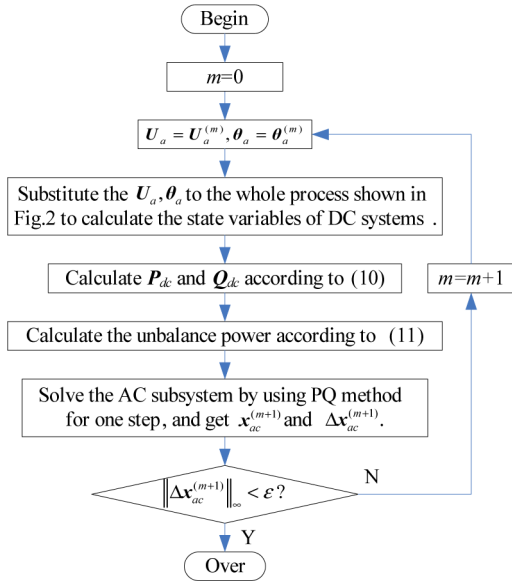 Begin
m=0
U_a = U_a^(m), θ_a = θ_a^(m)
Substitute the U_a, θ_a to the whole process shown in
Fig.2 to calculate the state variables of DC systems .
Calculate P_dc and Q_dc according to (10)
m=m+1
Calculate the unbalance power according to (11)
Solve the AC subsystem by using PQ method
for one step, and get x_ac^(m+1) and Δx_ac^(m+1).
‖Δx_ac^(m+1)‖_∞ < ε ?
N
Y
Over